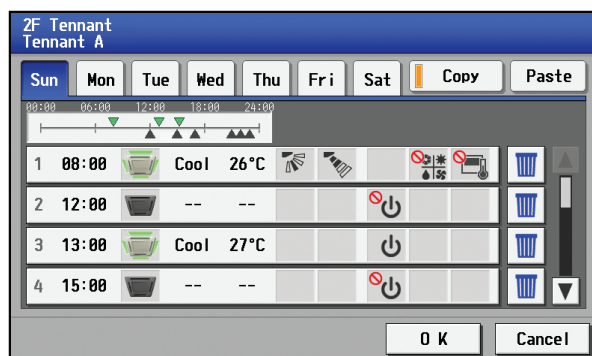 2F Tennant
Tennant A
Sun Mon Tue Wed Thu Fri Sat Copy Paste
00:00 06:00 12:00 18:00 24:00
1 08:00 Cool 26°C
2 12:00 -- --
3 13:00 Cool 27°C
4 15:00 -- --
OK Cancel